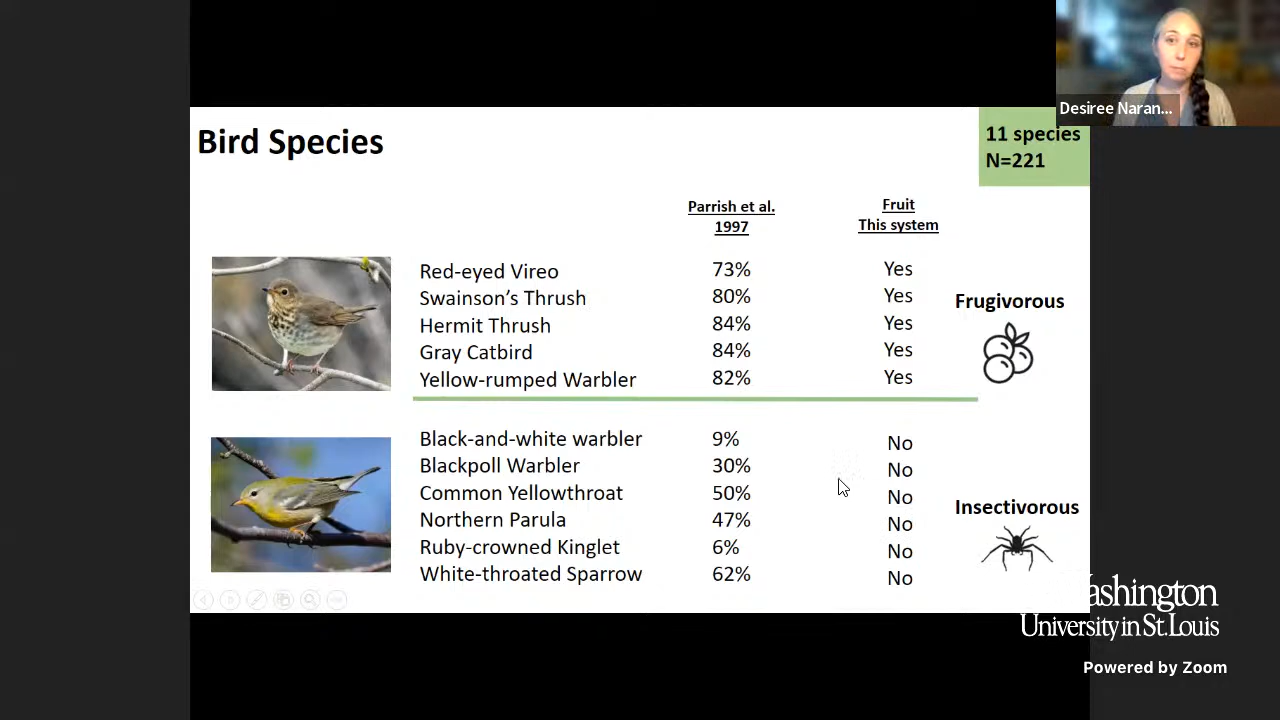 Desiree Naran...
Bird Species
11 species
N=221
Parrish et al.
1997
Fruit
This system
Red-eyed Vireo 73% Yes
Swainson's Thrush 80% Yes
Hermit Thrush 84% Yes
Gray Catbird 84% Yes
Yellow-rumped Warbler 82% Yes
Frugivorous
Black-and-white warbler 9% No
Blackpoll Warbler 30% No
Common Yellowthroat 50% No
Northern Parula 47% No
Ruby-crowned Kinglet 6% No
White-throated Sparrow 62% No
Insectivorous
Washington
University in St. Louis
Powered by Zoom